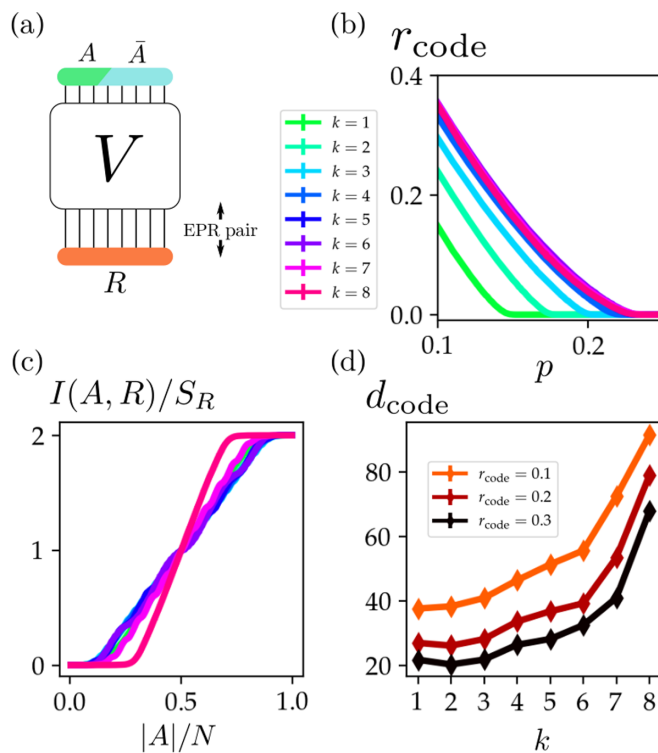 (a)
A Ā
V
EPR pair
R
k = 1
k = 2
k = 3
k = 4
k = 5
k = 6
k = 7
k = 8
(b)
r_code
0.4
0.2
0.0
0.1 0.2
p
(c)
I(A, R)/S_R
2
1
0
0.0 0.5 1.0
|A|/N
(d)
d_code
80
60
40
20
r_code = 0.1
r_code = 0.2
r_code = 0.3
1 2 3 4 5 6 7 8
k